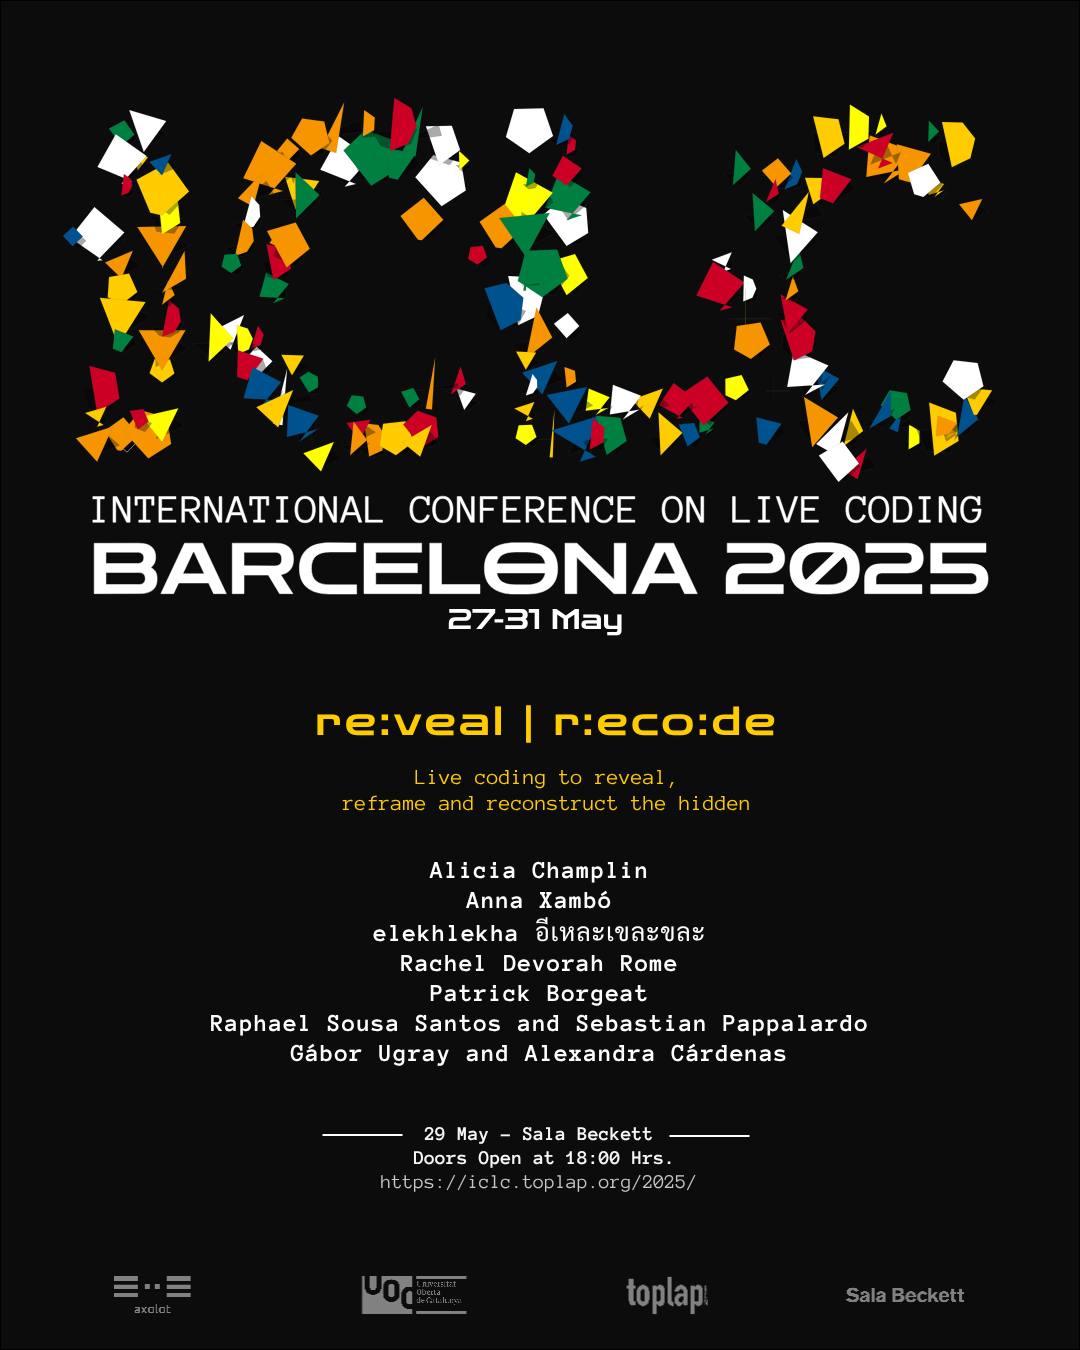 ICLC
INTERNATIONAL CONFERENCE ON LIVE CODING
BARCELONA 2025
27-31 May
re:veal | r:eco:de
Live coding to reveal,
reframe and reconstruct the hidden
Alicia Champlin
Anna Xambó
elekhlekha อีเหละเขละขละ
Rachel Devorah Rome
Patrick Borgeat
Raphael Sousa Santos and Sebastian Pappalardo
Gábor Ugray and Alexandra Cárdenas
29 May – Sala Beckett
Doors Open at 18:00 Hrs.
https://iclc.toplap.org/2025/
axolot
UOC
Universitat
Oberta
de Catalunya
toplap
Sala Beckett